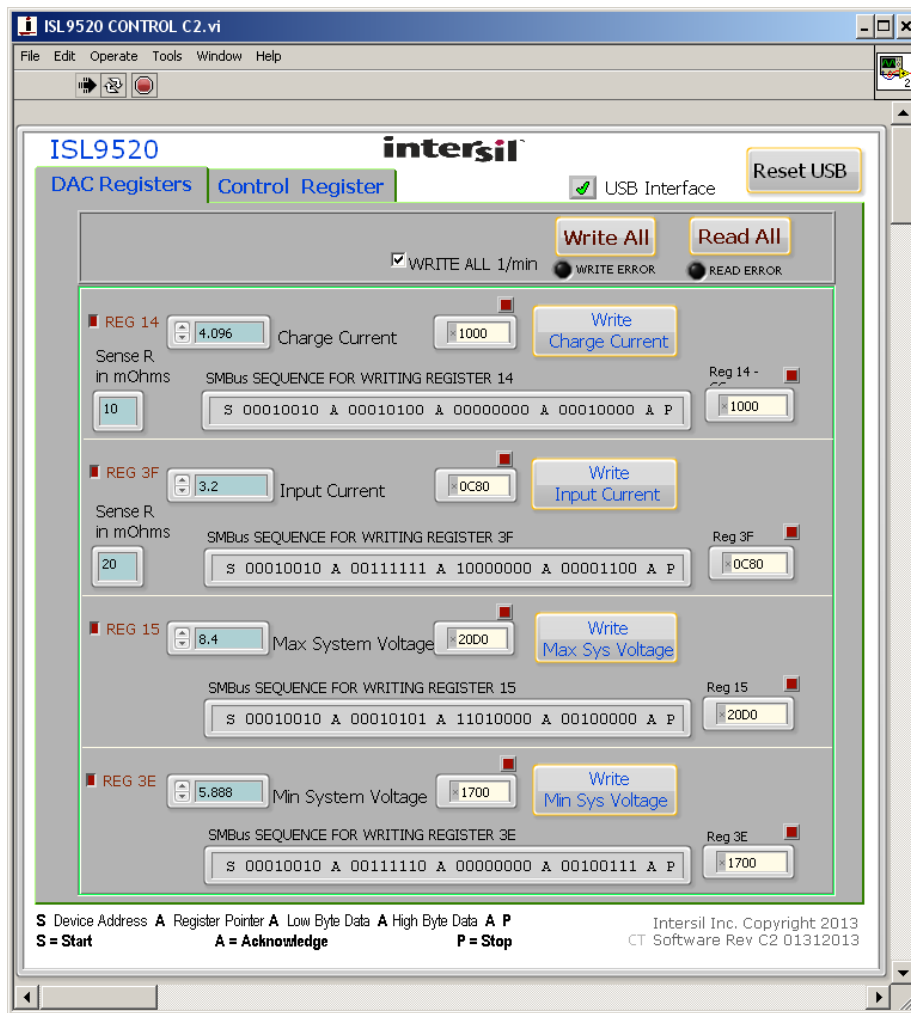 ISL9520 CONTROL C2.vi
File Edit Operate Tools Window Help
2
ISL9520
intersil
Reset USB
DAC Registers
Control Register
USB Interface
Write All
Read All
WRITE ALL 1/min
WRITE ERROR
READ ERROR
REG 14
4.096
Charge Current
×1000
Write
Charge Current
Sense R
in mOhms
10
SMBus SEQUENCE FOR WRITING REGISTER 14
S 00010010 A 00010100 A 00000000 A 00010000 A P
Reg 14 -
×1000
REG 3F
3.2
Input Current
×0C80
Write
Input Current
Sense R
in mOhms
20
SMBus SEQUENCE FOR WRITING REGISTER 3F
S 00010010 A 00111111 A 10000000 A 00001100 A P
Reg 3F
×0C80
REG 15
8.4
Max System Voltage
×20D0
Write
Max Sys Voltage
SMBus SEQUENCE FOR WRITING REGISTER 15
S 00010010 A 00010101 A 11010000 A 00100000 A P
Reg 15
×20D0
REG 3E
5.888
Min System Voltage
×1700
Write
Min Sys Voltage
SMBus SEQUENCE FOR WRITING REGISTER 3E
S 00010010 A 00111110 A 00000000 A 00100111 A P
Reg 3E
×1700
S Device Address A Register Pointer A Low Byte Data A High Byte Data A P
S = Start A = Acknowledge P = Stop
Intersil Inc. Copyright 2013
CT Software Rev C2 01312013